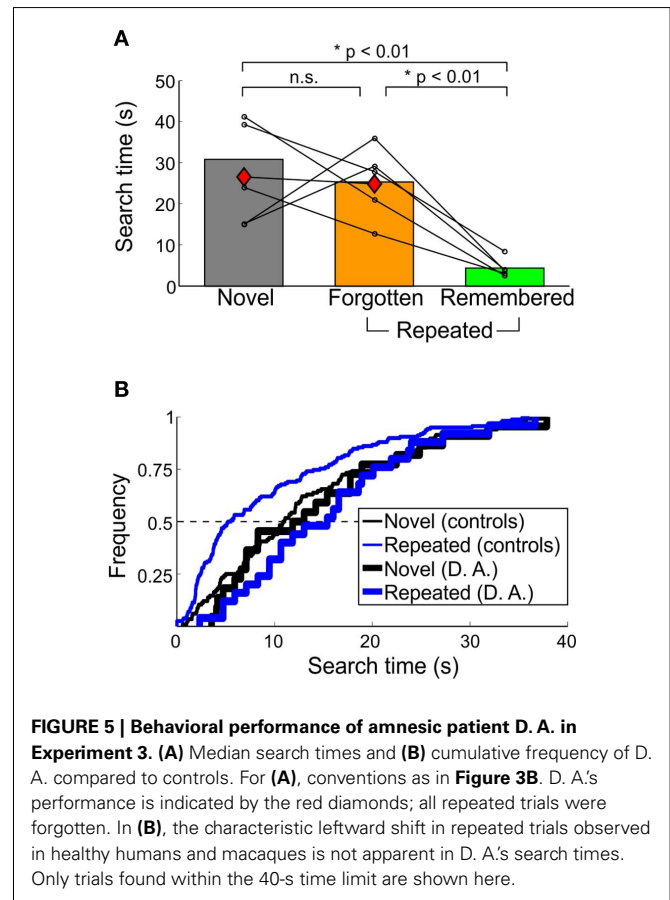 A
* p < 0.01
n.s.
* p < 0.01
50
40
30
20
10
0
Search time (s)
Novel
Forgotten
Remembered
Repeated
B
1
0.75
0.5
0.25
Frequency
Novel (controls)
Repeated (controls)
Novel (D. A.)
Repeated (D. A.)
0
10
20
30
40
Search time (s)
FIGURE 5 | Behavioral performance of amnesic patient D. A. in
Experiment 3. (A) Median search times and (B) cumulative frequency of D.
A. compared to controls. For (A), conventions as in Figure 3B. D. A.'s
performance is indicated by the red diamonds; all repeated trials were
forgotten. In (B), the characteristic leftward shift in repeated trials observed
in healthy humans and macaques is not apparent in D. A.'s search times.
Only trials found within the 40-s time limit are shown here.